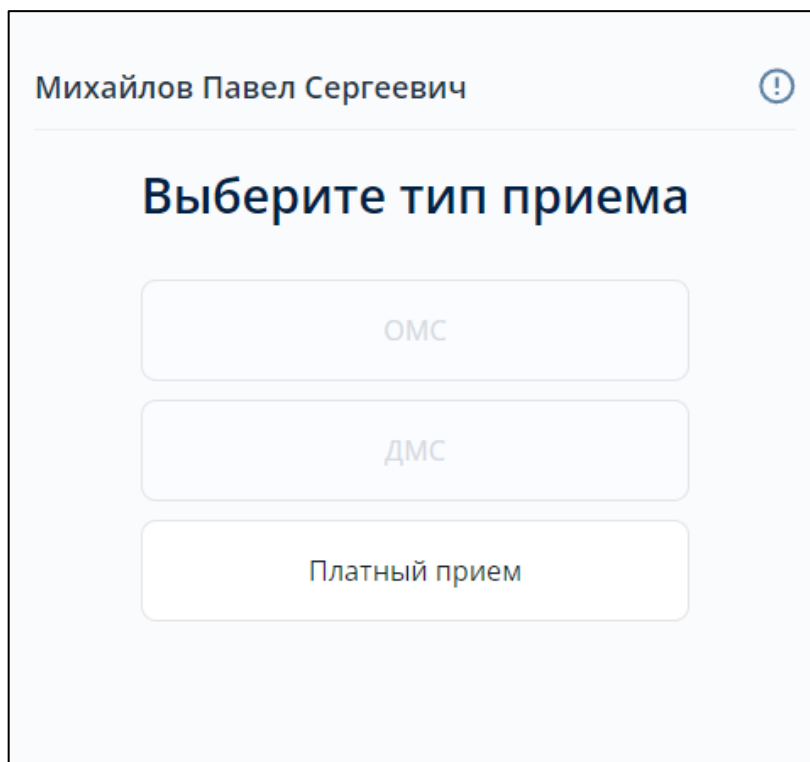 Михайлов Павел Сергеевич
Выберите тип приема
ОМС
ДМС
Платный прием